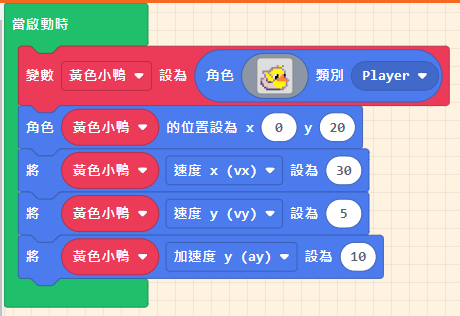 當啟動時
變數 黃色小鴨 設為 角色 類別 Player
角色 黃色小鴨 的位置設為 x 0 y 20
將 黃色小鴨 速度 x (vx) 設為 30
將 黃色小鴨 速度 y (vy) 設為 5
將 黃色小鴨 加速度 y (ay) 設為 10